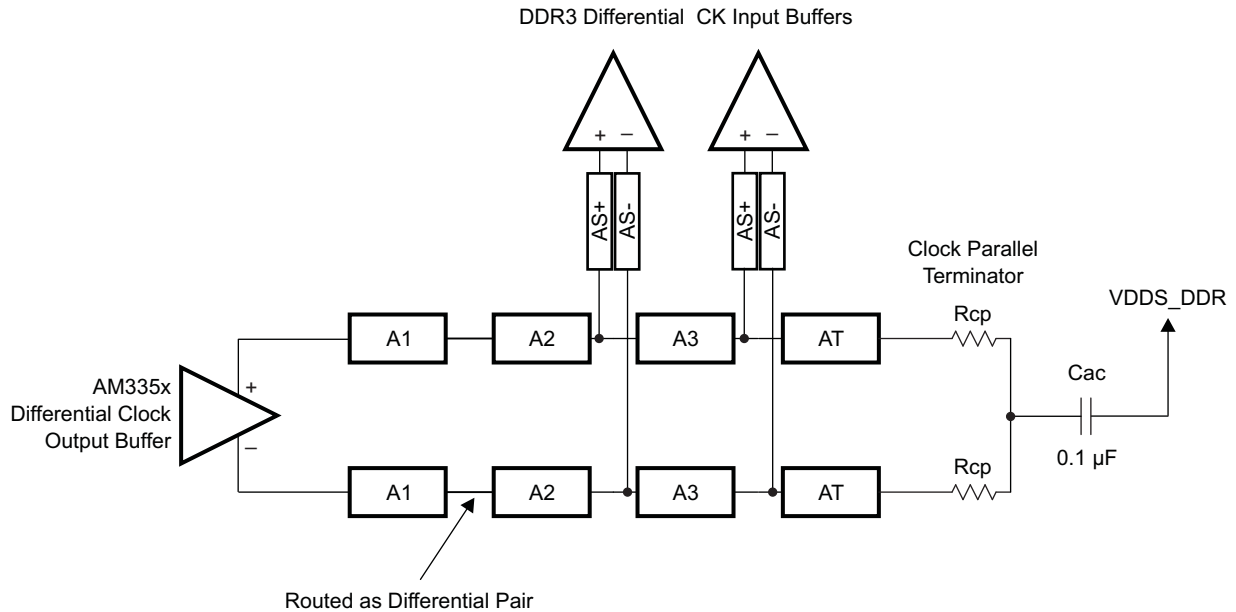 DDR3 Differential CK Input Buffers
+ –
+ –
AS+
AS-
AS+
AS-
Clock Parallel
Terminator
VDDS_DDR
Rcp
A1
A2
A3
AT
Cac
AM335x
Differential Clock
Output Buffer
+
–
0.1 µF
Rcp
A1
A2
A3
AT
Routed as Differential Pair